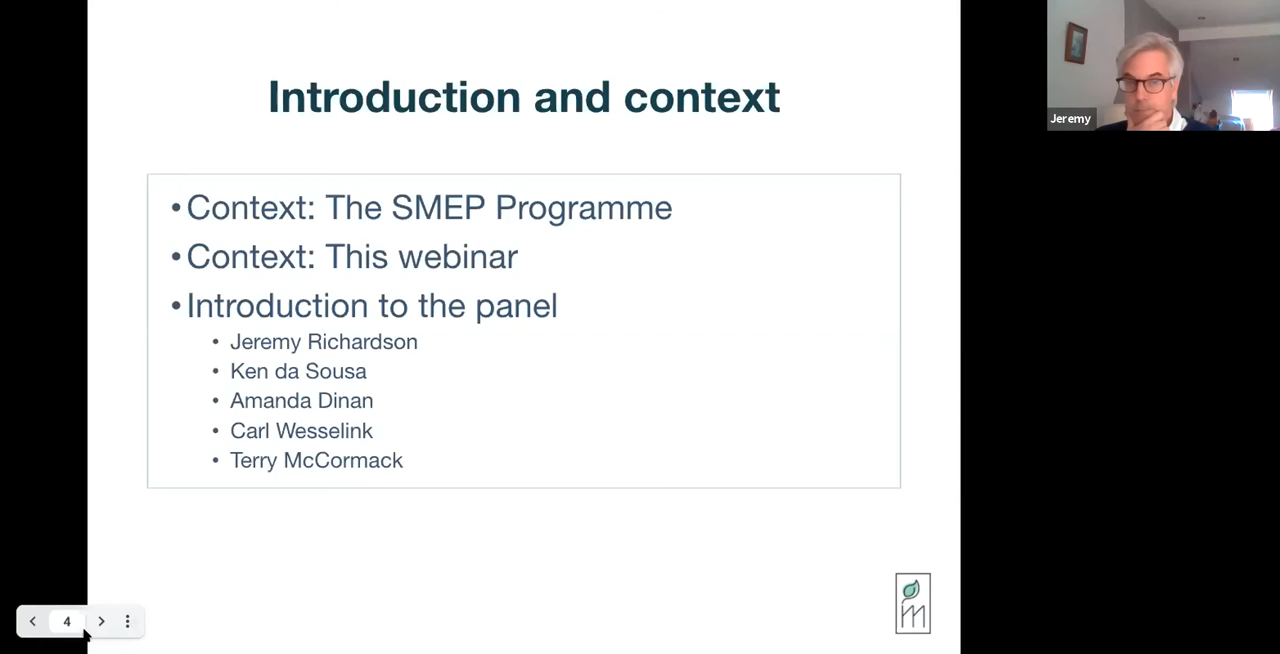 Introduction and context
•Context: The SMEP Programme
•Context: This webinar
•Introduction to the panel
• Jeremy Richardson
• Ken da Sousa
• Amanda Dinan
• Carl Wesselink
• Terry McCormack
Jeremy
4
m